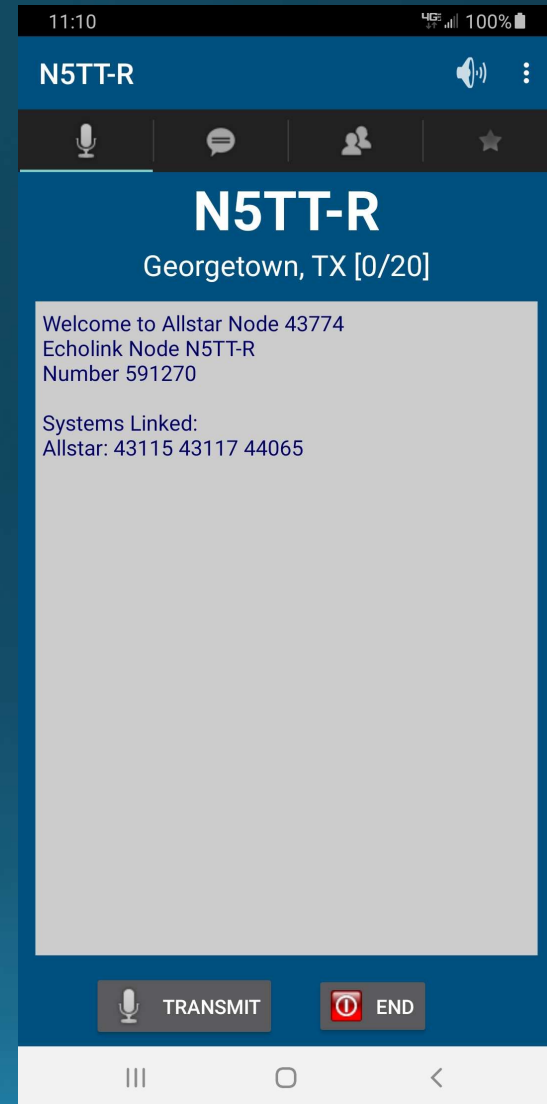 11:10
4GE 100%
N5TT-R
N5TT-R
Georgetown, TX [0/20]
Welcome to Allstar Node 43774
Echolink Node N5TT-R
Number 591270
Systems Linked:
Allstar: 43115 43117 44065
TRANSMIT
END